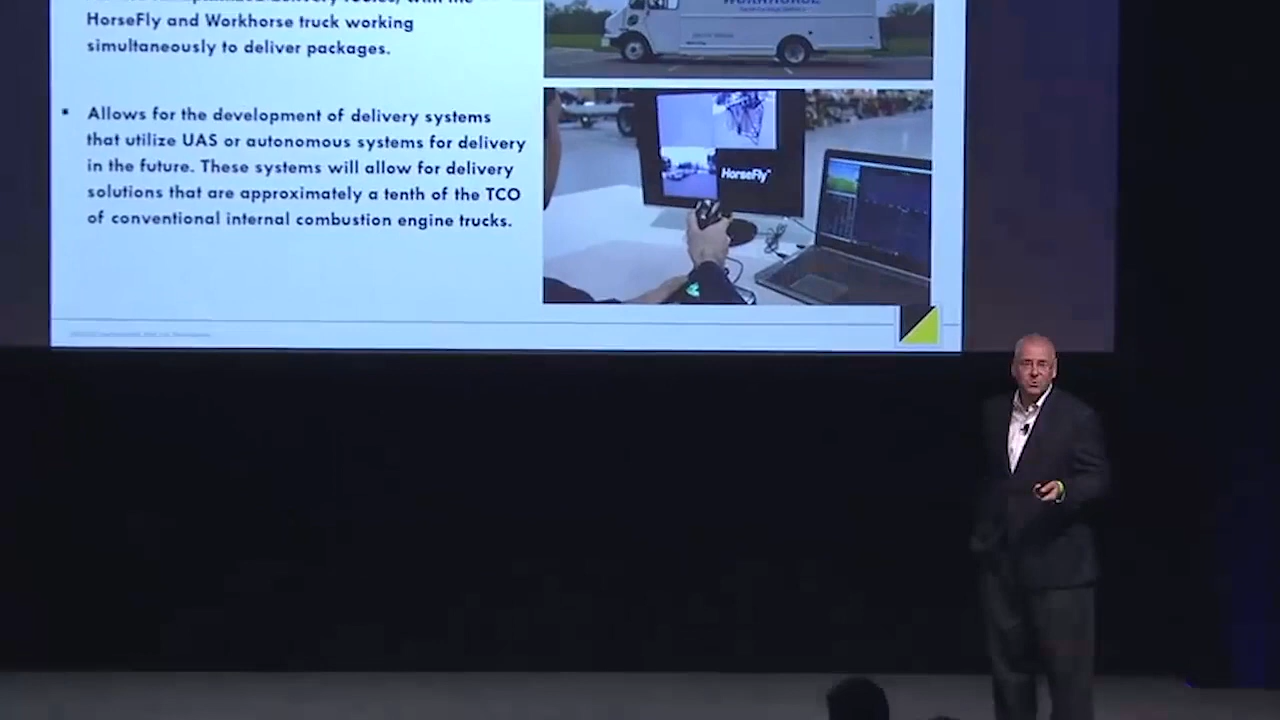 HorseFly and Workhorse truck working
simultaneously to deliver packages.
WORKHORSE
Allows for the development of delivery systems
that utilize UAS or autonomous systems for delivery
in the future. These systems will allow for delivery
solutions that are approximately a tenth of the TCO
of conventional internal combustion engine trucks.
HorseFly™